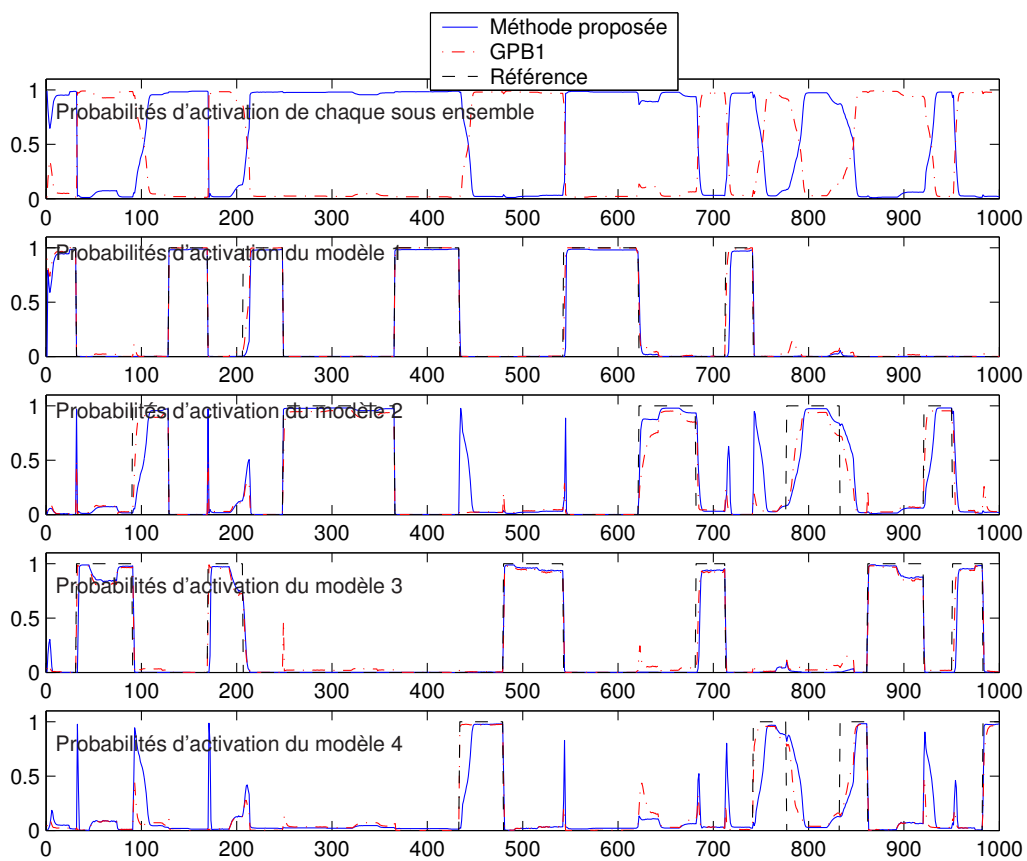 Méthode proposée
GPB1
Référence
1
0.5
0
Probabilités d'activation de chaque sous ensemble
0 100 200 300 400 500 600 700 800 900 1000
1
0.5
0
Probabilités d'activation du modèle 1
0 100 200 300 400 500 600 700 800 900 1000
1
0.5
0
Probabilités d'activation du modèle 2
0 100 200 300 400 500 600 700 800 900 1000
1
0.5
0
Probabilités d'activation du modèle 3
0 100 200 300 400 500 600 700 800 900 1000
1
0.5
0
Probabilités d'activation du modèle 4
0 100 200 300 400 500 600 700 800 900 1000